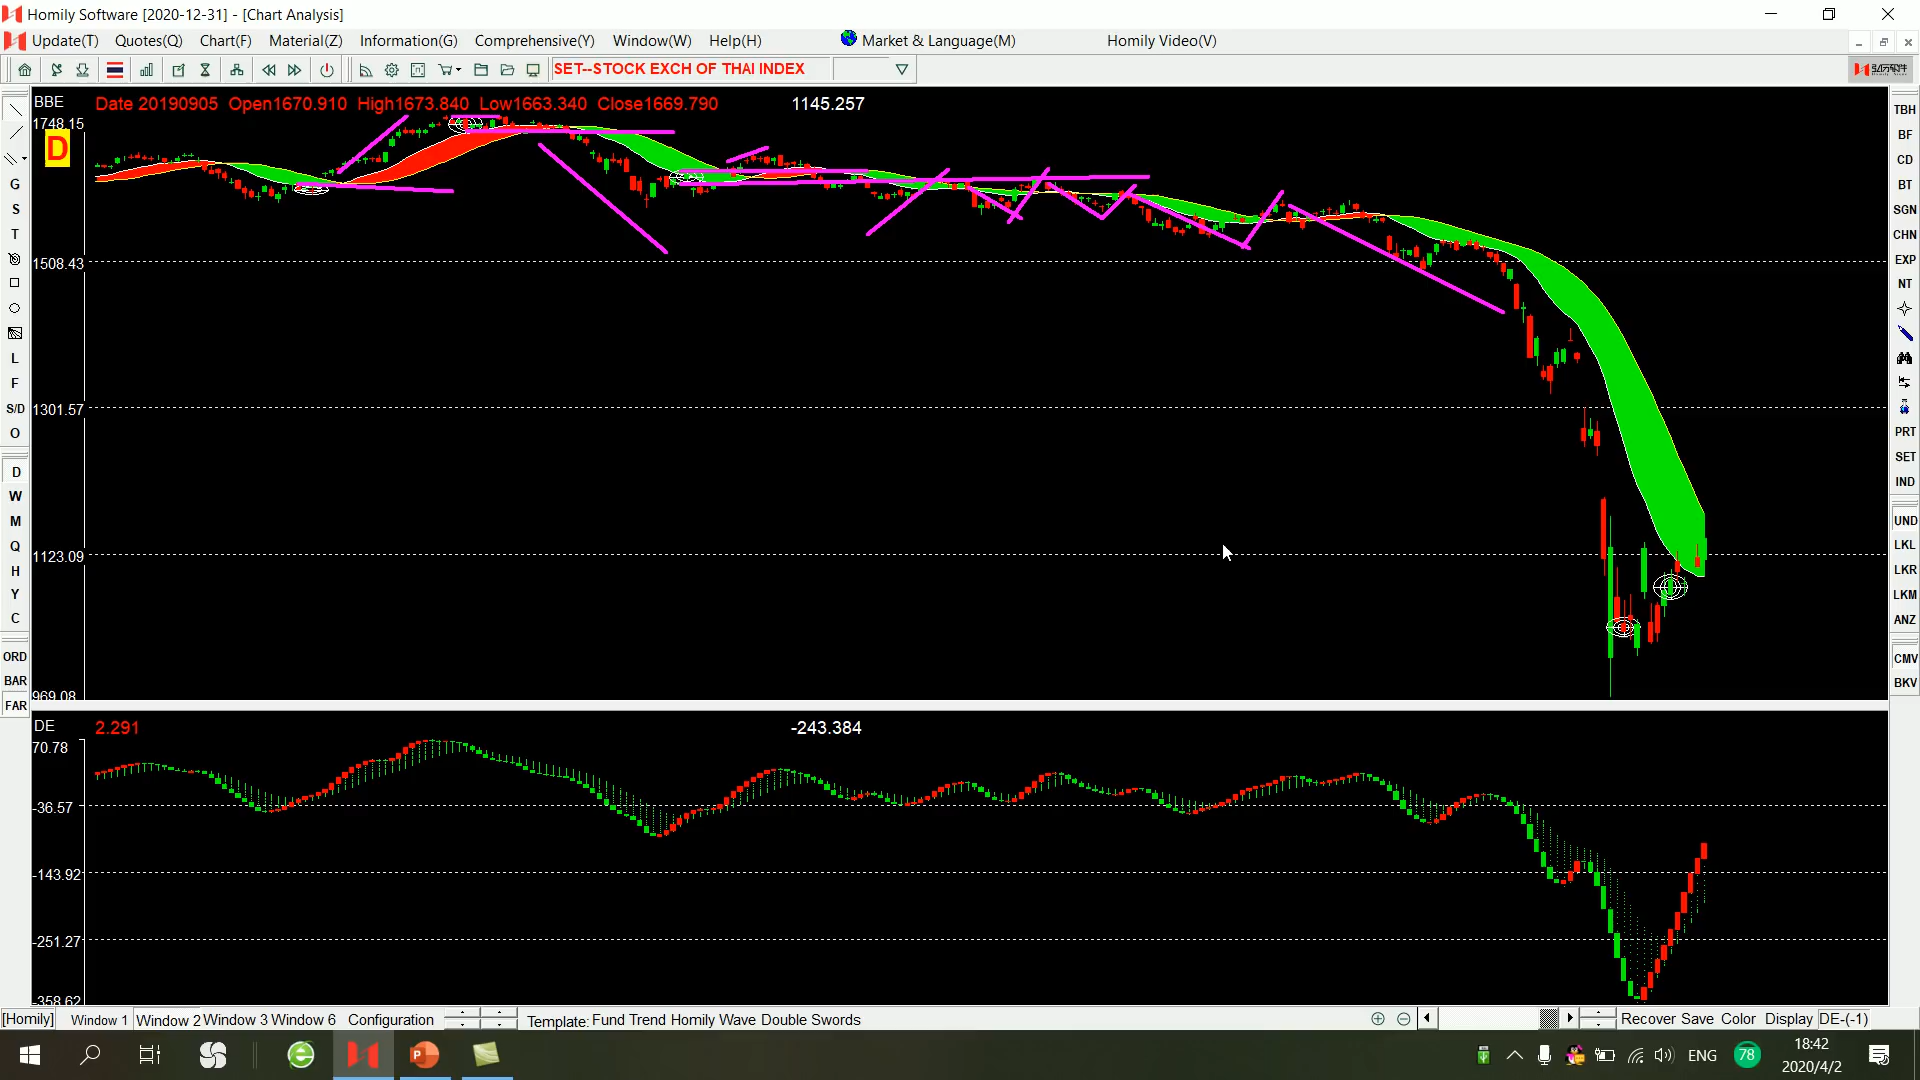 Homily Software [2020-12-31] - [Chart Analysis]
Update(T) Quotes(Q) Chart(F) Material(Z) Information(G) Comprehensive(Y) Window(W) Help(H) Market & Language(M) Homily Video(V)
SET--STOCK EXCH OF THAI INDEX
弘历软件
BBE Date 20190905 Open1670.910 High1673.840 Low1663.340 Close1669.790 1145.257
1748.15
D
1508.43
1301.57
1123.09
969.08
DE 2.291 -243.384
70.78
-36.57
-143.92
-251.27
-358.62
G
S
T
L
F
S/D
O
D
W
M
Q
H
Y
C
ORD
BAR
FAR
TBH
BF
CD
BT
SGN
CHN
EXP
NT
PRT
SET
IND
UND
LKL
LKR
LKM
ANZ
CMV
BKV
[Homily] Window 1 Window 2 Window 3 Window 6 Configuration Template: Fund Trend Homily Wave Double Swords Recover Save Color Display DE-(-1)
ENG 78 18:42
2020/4/2